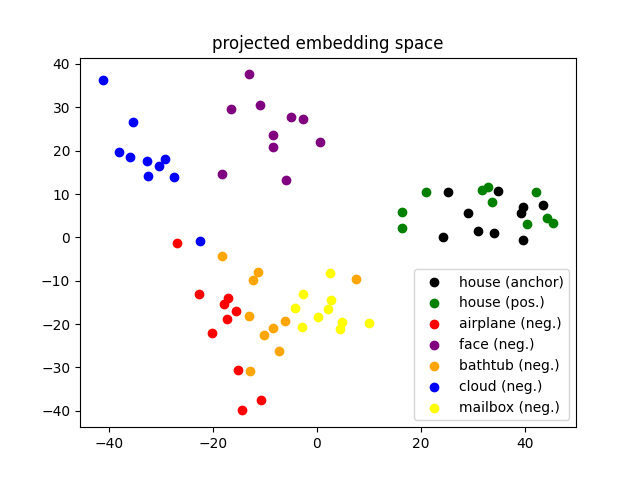 projected embedding space
40
30
20
10
0
−10
−20
−30
−40
−40
−20
0
20
40
house (anchor)
house (pos.)
airplane (neg.)
face (neg.)
bathtub (neg.)
cloud (neg.)
mailbox (neg.)